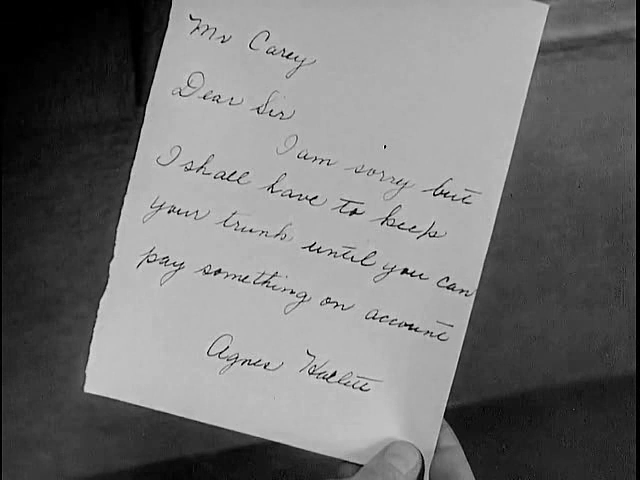 Mr Carey
Dear Sir
I am sorry but
I shall have to keep
your trunk until you can
pay something on account
Agnes